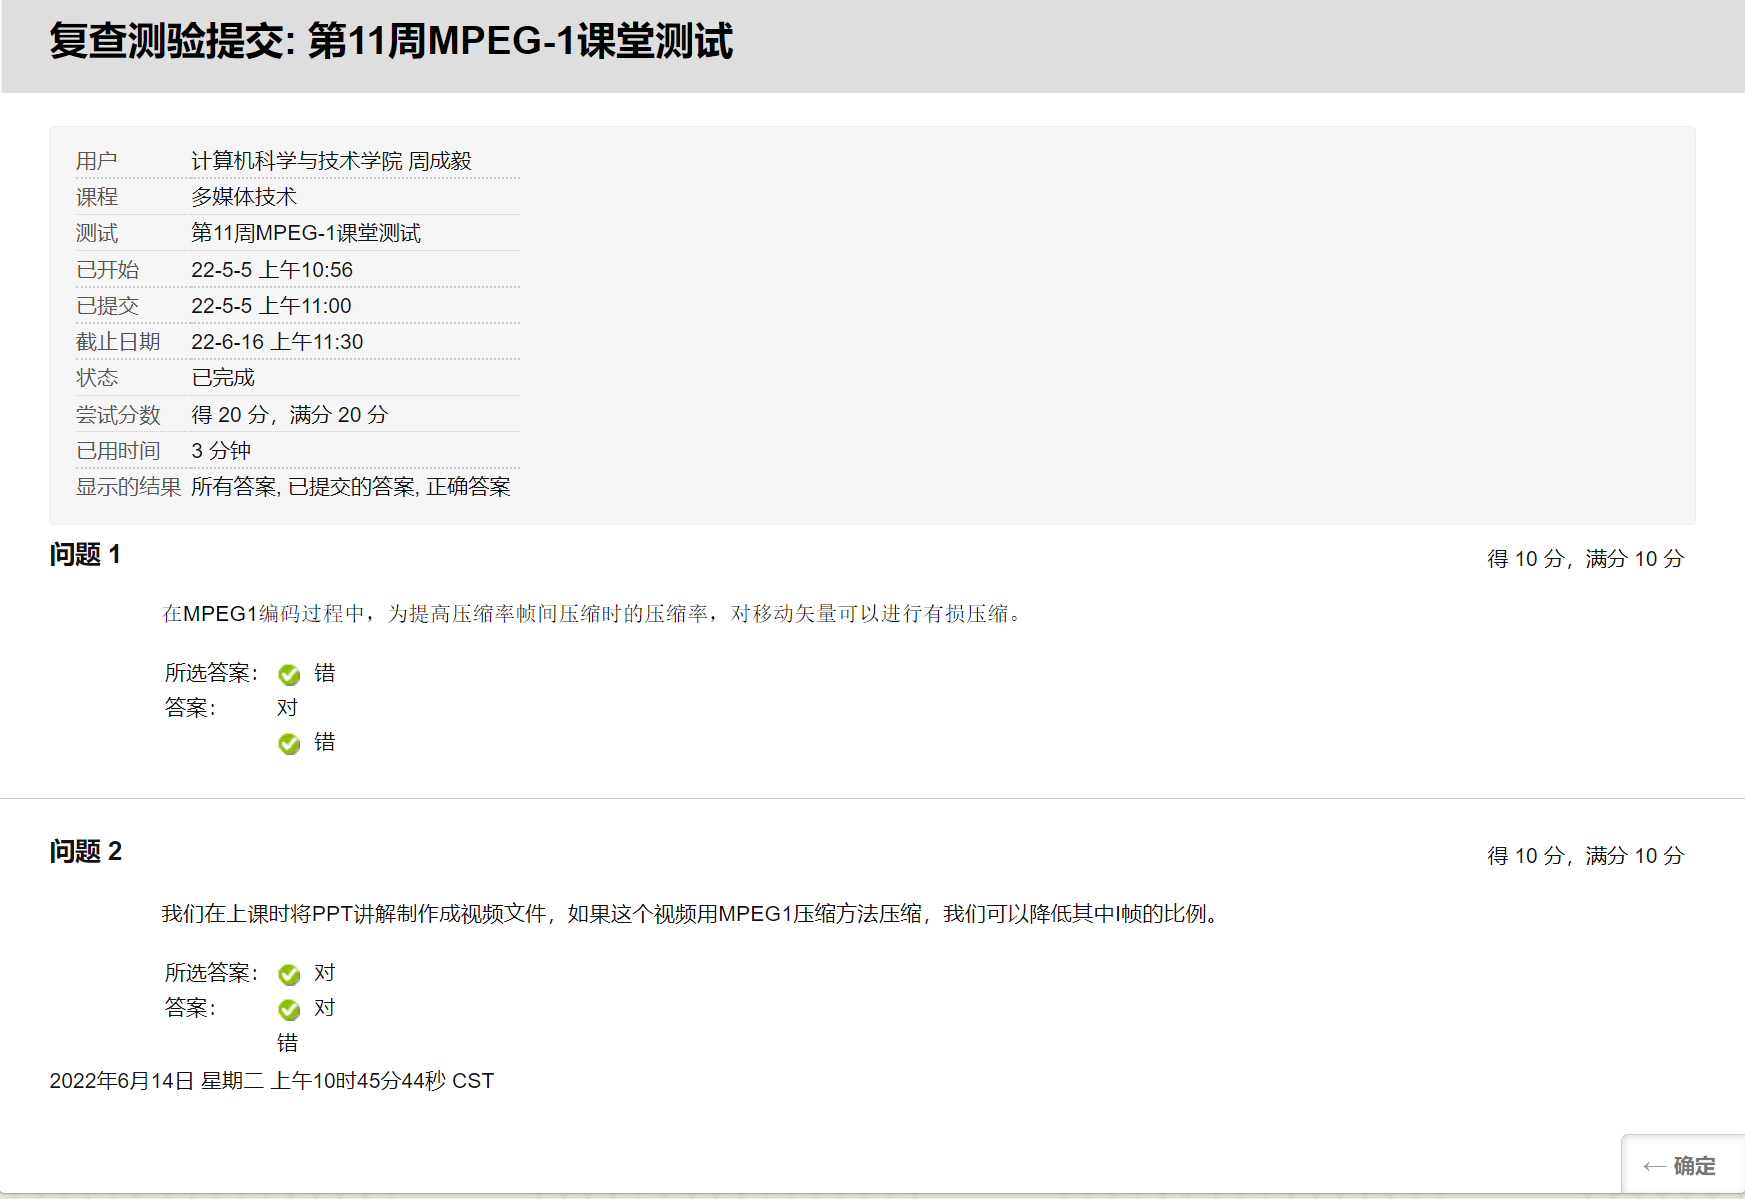 复查测验提交: 第11周MPEG-1课堂测试
用户 计算机科学与技术学院 周成毅
课程 多媒体技术
测试 第11周MPEG-1课堂测试
已开始 22-5-5 上午10:56
已提交 22-5-5 上午11:00
截止日期 22-6-16 上午11:30
状态 已完成
尝试分数 得 20 分，满分 20 分
已用时间 3 分钟
显示的结果 所有答案, 已提交的答案, 正确答案
问题 1 得 10 分，满分 10 分
在MPEG1编码过程中，为提高压缩率帧间压缩时的压缩率，对移动矢量可以进行有损压缩。
所选答案： 错
答案： 对
错
问题 2 得 10 分，满分 10 分
我们在上课时将PPT讲解制作成视频文件，如果这个视频用MPEG1压缩方法压缩，我们可以降低其中I帧的比例。
所选答案： 对
答案： 对
错
2022年6月14日 星期二 上午10时45分44秒 CST
← 确定